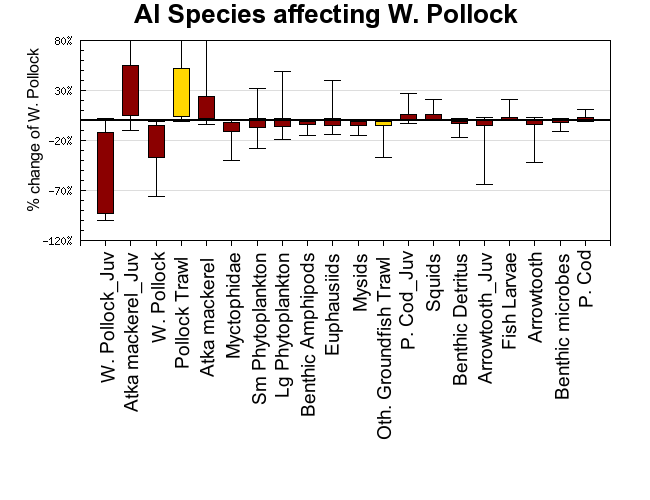 AI Species affecting W. Pollock
% change of W. Pollock
80%
30%
-20%
-70%
-120%
W. Pollock_Juv
Atka mackerel_Juv
W. Pollock
Pollock Trawl
Atka mackerel
Myctophidae
Sm Phytoplankton
Lg Phytoplankton
Benthic Amphipods
Euphausiids
Mysids
Oth. Groundfish Trawl
P. Cod_Juv
Squids
Benthic Detritus
Arrowtooth_Juv
Fish Larvae
Arrowtooth
Benthic microbes
P. Cod